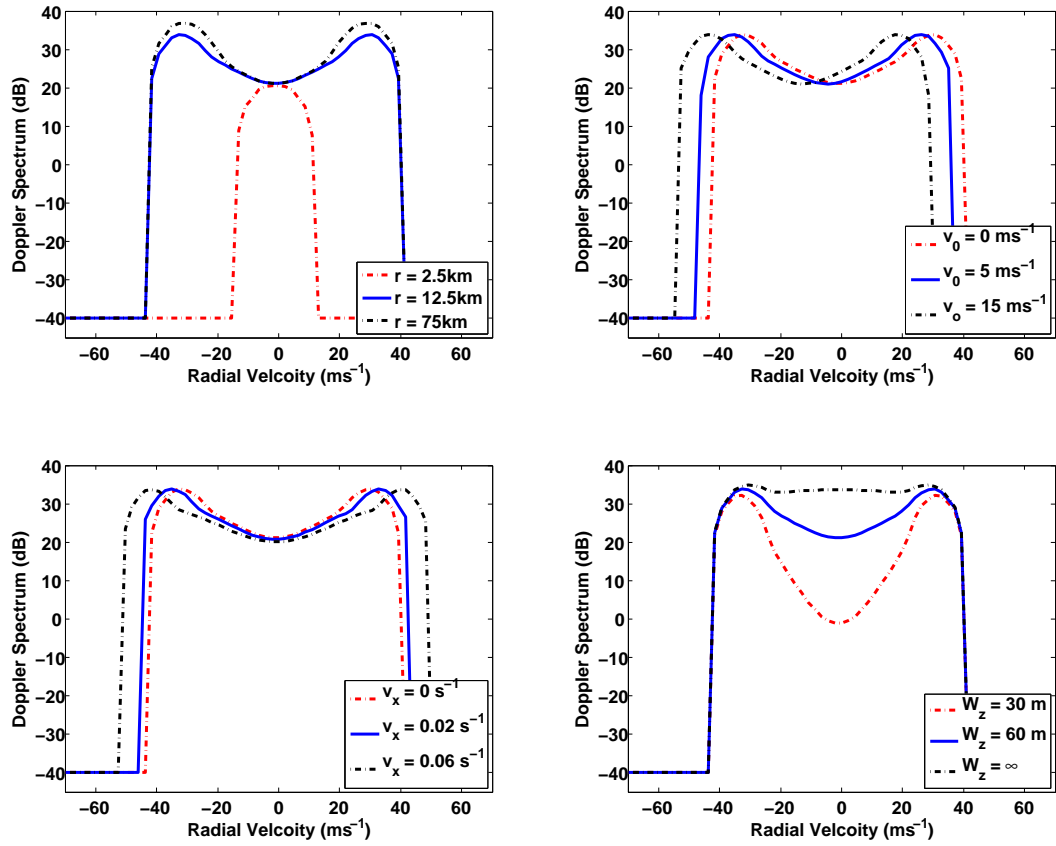 40
30
20
10
0
−10
−20
−30
−40
Doppler Spectrum (dB)
−60 −40 −20 0 20 40 60
Radial Velcoity (ms⁻¹)
r = 2.5km
r = 12.5km
r = 75km
40
30
20
10
0
−10
−20
−30
−40
Doppler Spectrum (dB)
−60 −40 −20 0 20 40 60
Radial Velcoity (ms⁻¹)
v₀ = 0 ms⁻¹
v₀ = 5 ms⁻¹
vₒ = 15 ms⁻¹
40
30
20
10
0
−10
−20
−30
−40
Doppler Spectrum (dB)
−60 −40 −20 0 20 40 60
Radial Velcoity (ms⁻¹)
vₓ = 0 s⁻¹
vₓ = 0.02 s⁻¹
vₓ = 0.06 s⁻¹
40
30
20
10
0
−10
−20
−30
−40
Doppler Spectrum (dB)
−60 −40 −20 0 20 40 60
Radial Velcoity (ms⁻¹)
W_z = 30 m
W_z = 60 m
W_z = ∞